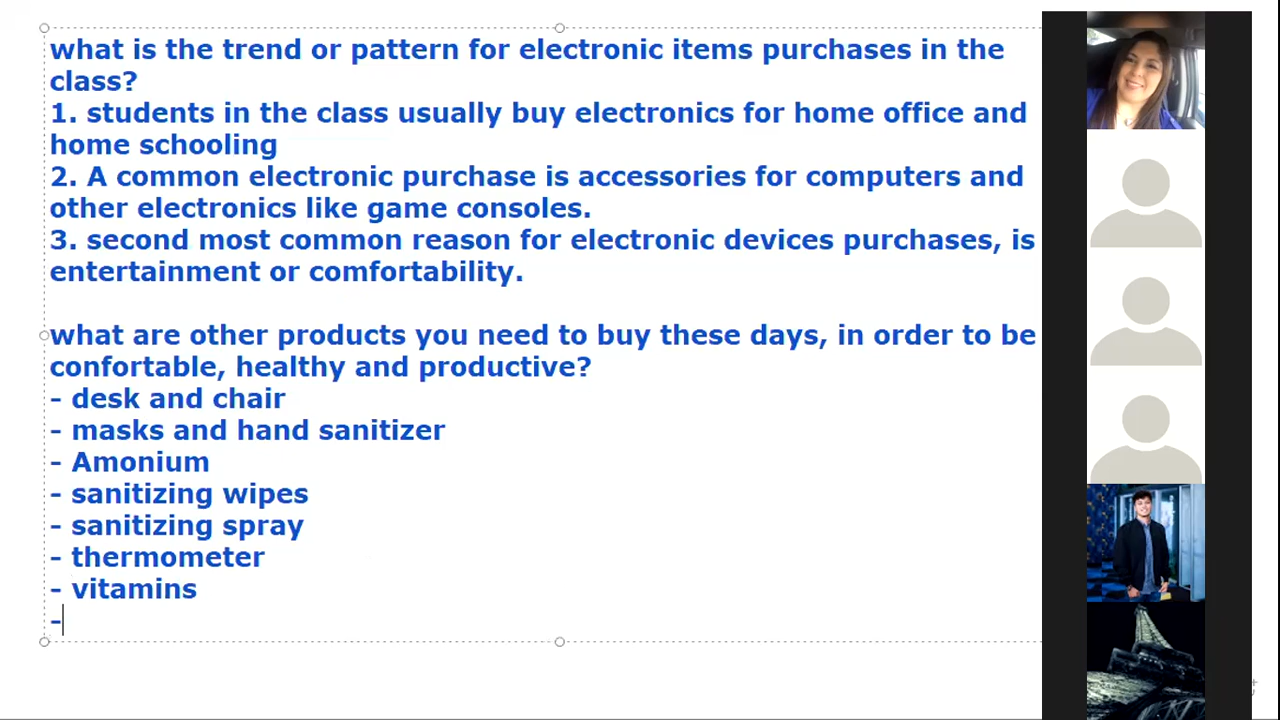 what is the trend or pattern for electronic items purchases in the
class?
1. students in the class usually buy electronics for home office and
home schooling
2. A common electronic purchase is accessories for computers and
other electronics like game consoles.
3. second most common reason for electronic devices purchases, is
entertainment or comfortability.
what are other products you need to buy these days, in order to be
confortable, healthy and productive?
- desk and chair
- masks and hand sanitizer
- Amonium
- sanitizing wipes
- sanitizing spray
- thermometer
- vitamins
-